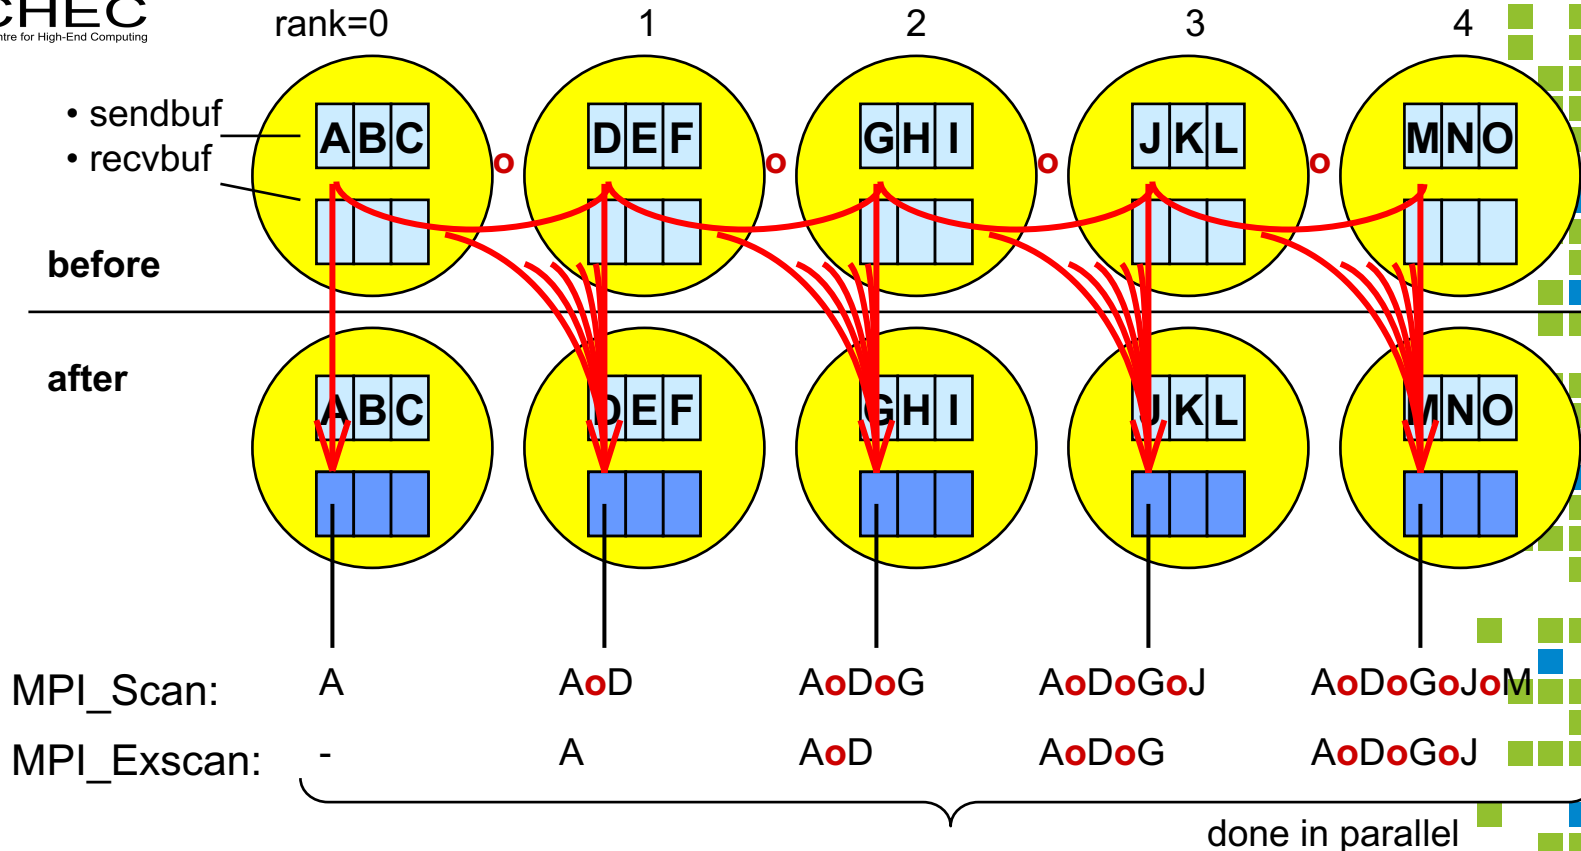 CHEC
ntre for High-End Computing
rank=0 1 2 3 4
• sendbuf
• recvbuf
ABC DEF GHI JKL MNO
o o o o
before
after
ABC DEF GHI JKL MNO
MPI_Scan: A AoD AoDoG AoDoGoJ AoDoGoJoM
MPI_Exscan: - A AoD AoDoG AoDoGoJ
done in parallel